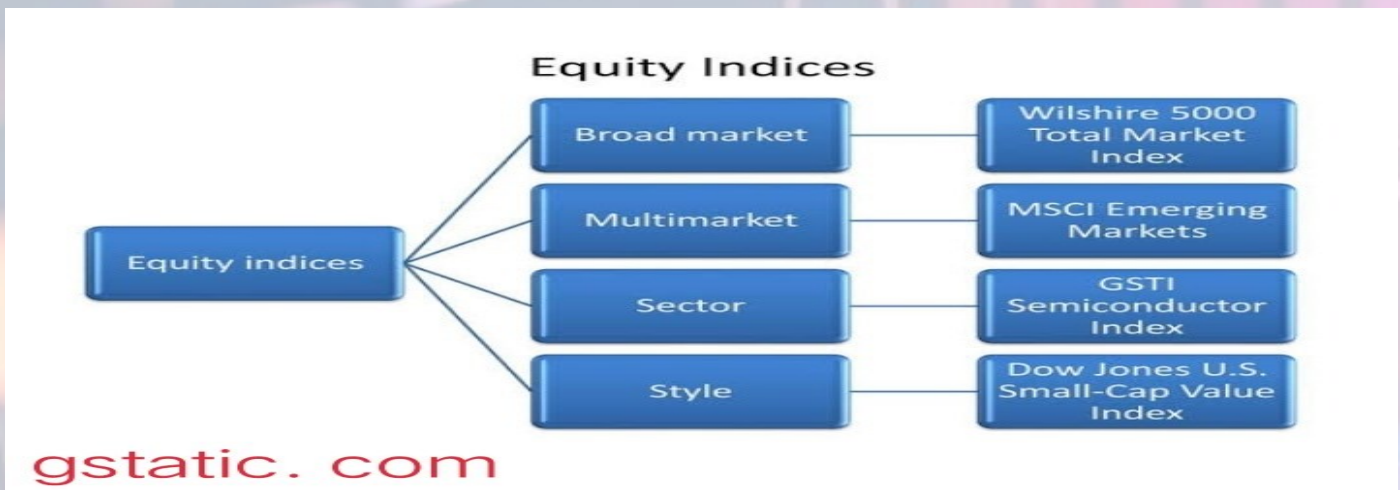 Equity Indices
Equity indices
Broad market
Wilshire 5000
Total Market
Index
Multimarket
MSCI Emerging
Markets
Sector
GSTI
Semiconductor
Index
Style
Dow Jones U.S.
Small-Cap Value
Index
gstatic. com